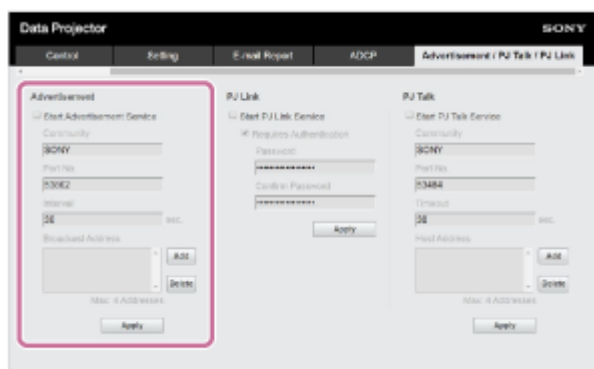 Data Projector
SONY
Control
Setting
E-mail Report
ADCP
Advertisement / PJ Talk / PJ Link
Advertisement
Start Advertisement Service
Community
SONY
Port No.
53862
Interval
30
sec.
Broadcast Address
Add
Delete
Max. 4 Addresses
Apply
PJ Link
Start PJ Link Service
Requires Authentication
Password
Confirm Password
Apply
PJ Talk
Start PJ Talk Service
Community
SONY
Port No.
53484
Timeout
30
sec.
Host Address
Add
Delete
Max. 4 Addresses
Apply